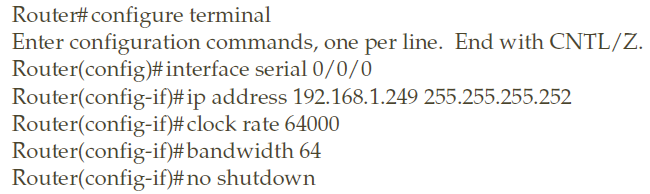 Router#configure terminal
Enter configuration commands, one per line.  End with CNTL/Z.
Router(config)#interface serial 0/0/0
Router(config-if)#ip address 192.168.1.249 255.255.255.252
Router(config-if)#clock rate 64000
Router(config-if)#bandwidth 64
Router(config-if)#no shutdown